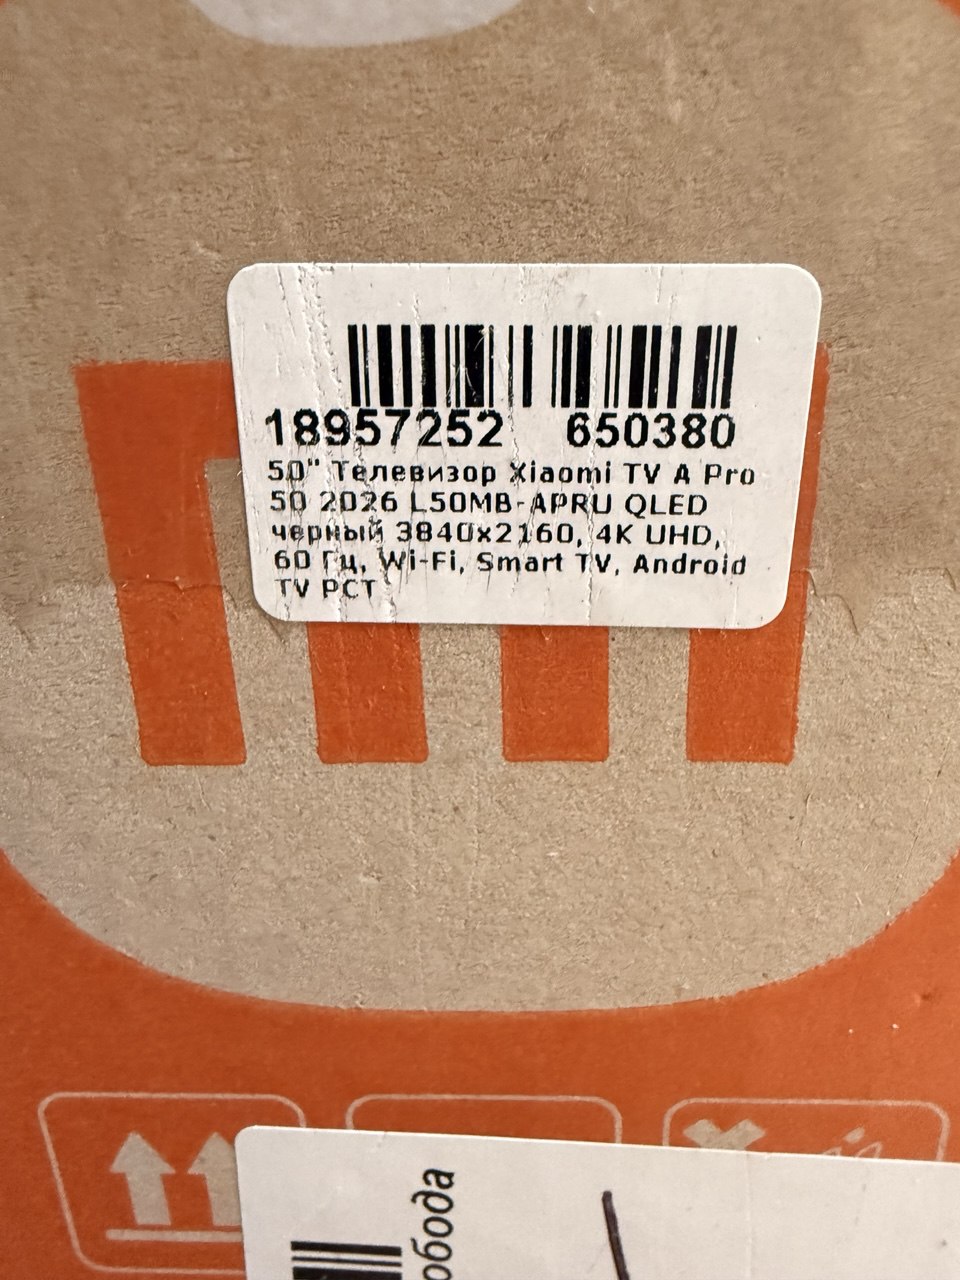 18957252 650380
50" Телевизор Xiaomi TV A Pro
50 2026 L50MB-APRU QLED
черный 3840x2160, 4K UHD,
60 Гц, Wi-Fi, Smart TV, Android
TV РСТ
обода